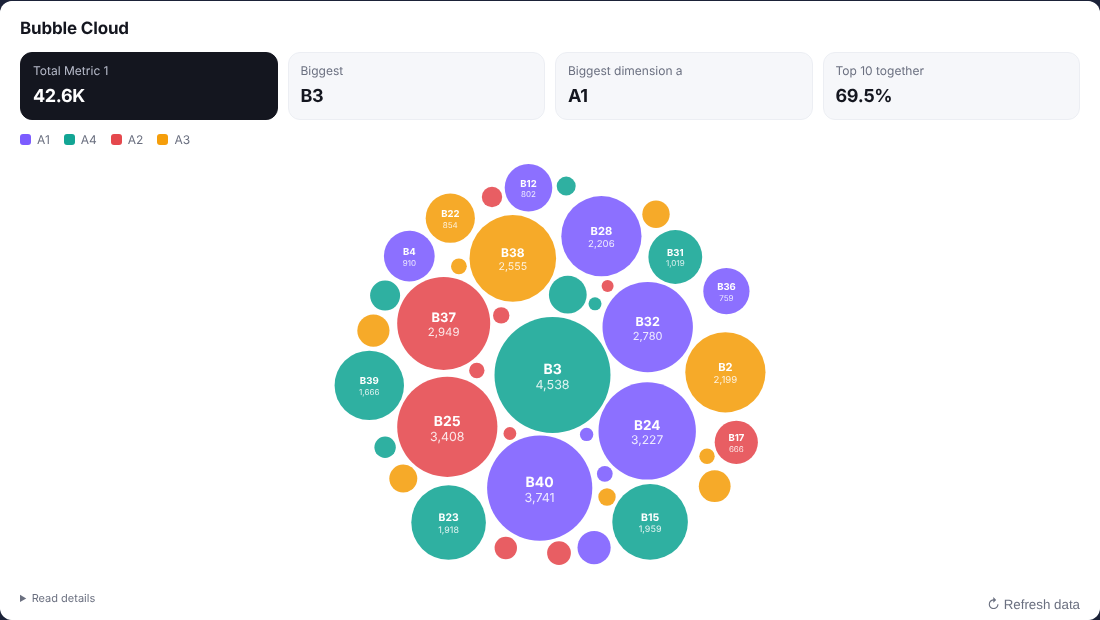 Bubble Cloud
Total Metric 1
42.6K
Biggest
B3
Biggest dimension a
A1
Top 10 together
69.5%
A1
A4
A2
A3
B12
802
B22
854
B28
2,206
B4
910
B38
2,555
B31
1,019
B36
759
B37
2,949
B32
2,780
B3
4,538
B2
2,199
B39
1,666
B25
3,408
B24
3,227
B17
666
B40
3,741
B23
1,918
B15
1,959
Read details
Refresh data